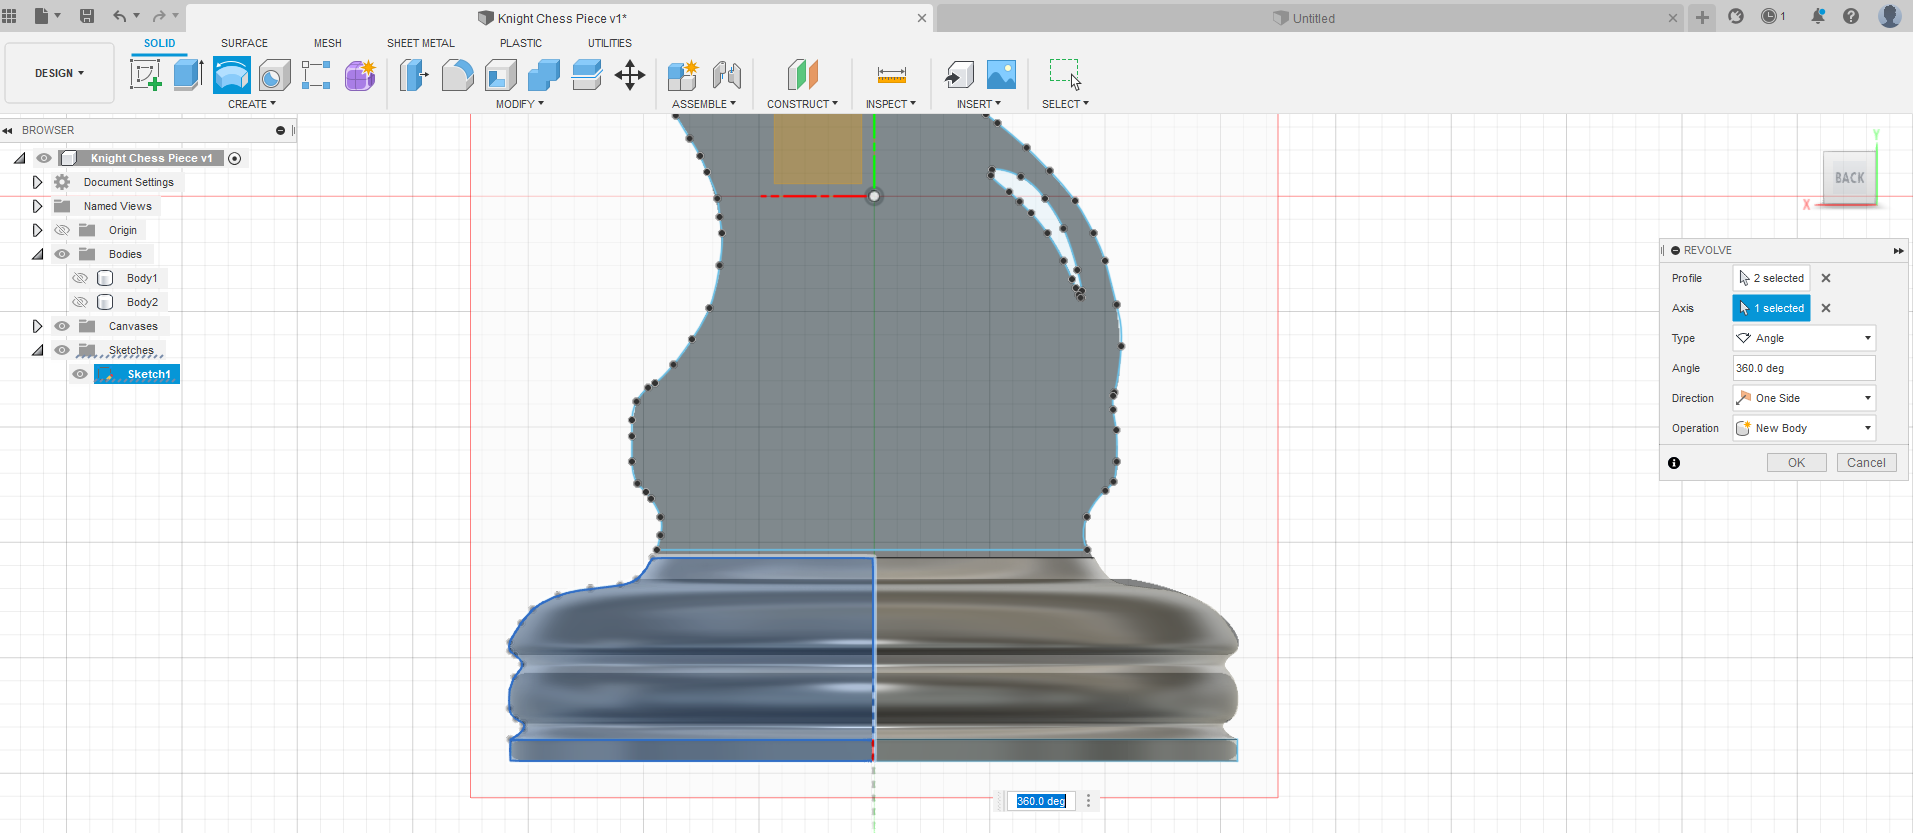 Knight Chess Piece v1*
Untitled
1
SOLID SURFACE MESH SHEET METAL PLASTIC UTILITIES
DESIGN
CREATE MODIFY ASSEMBLE CONSTRUCT INSPECT INSERT SELECT
BROWSER
Knight Chess Piece v1
Document Settings
Named Views
Origin
Bodies
Body1
Body2
Canvases
Sketches
Sketch1
Y
BACK
X
REVOLVE
Profile 2 selected
Axis 1 selected
Type Angle
Angle 360.0 deg
Direction One Side
Operation New Body
OK Cancel
360.0 deg